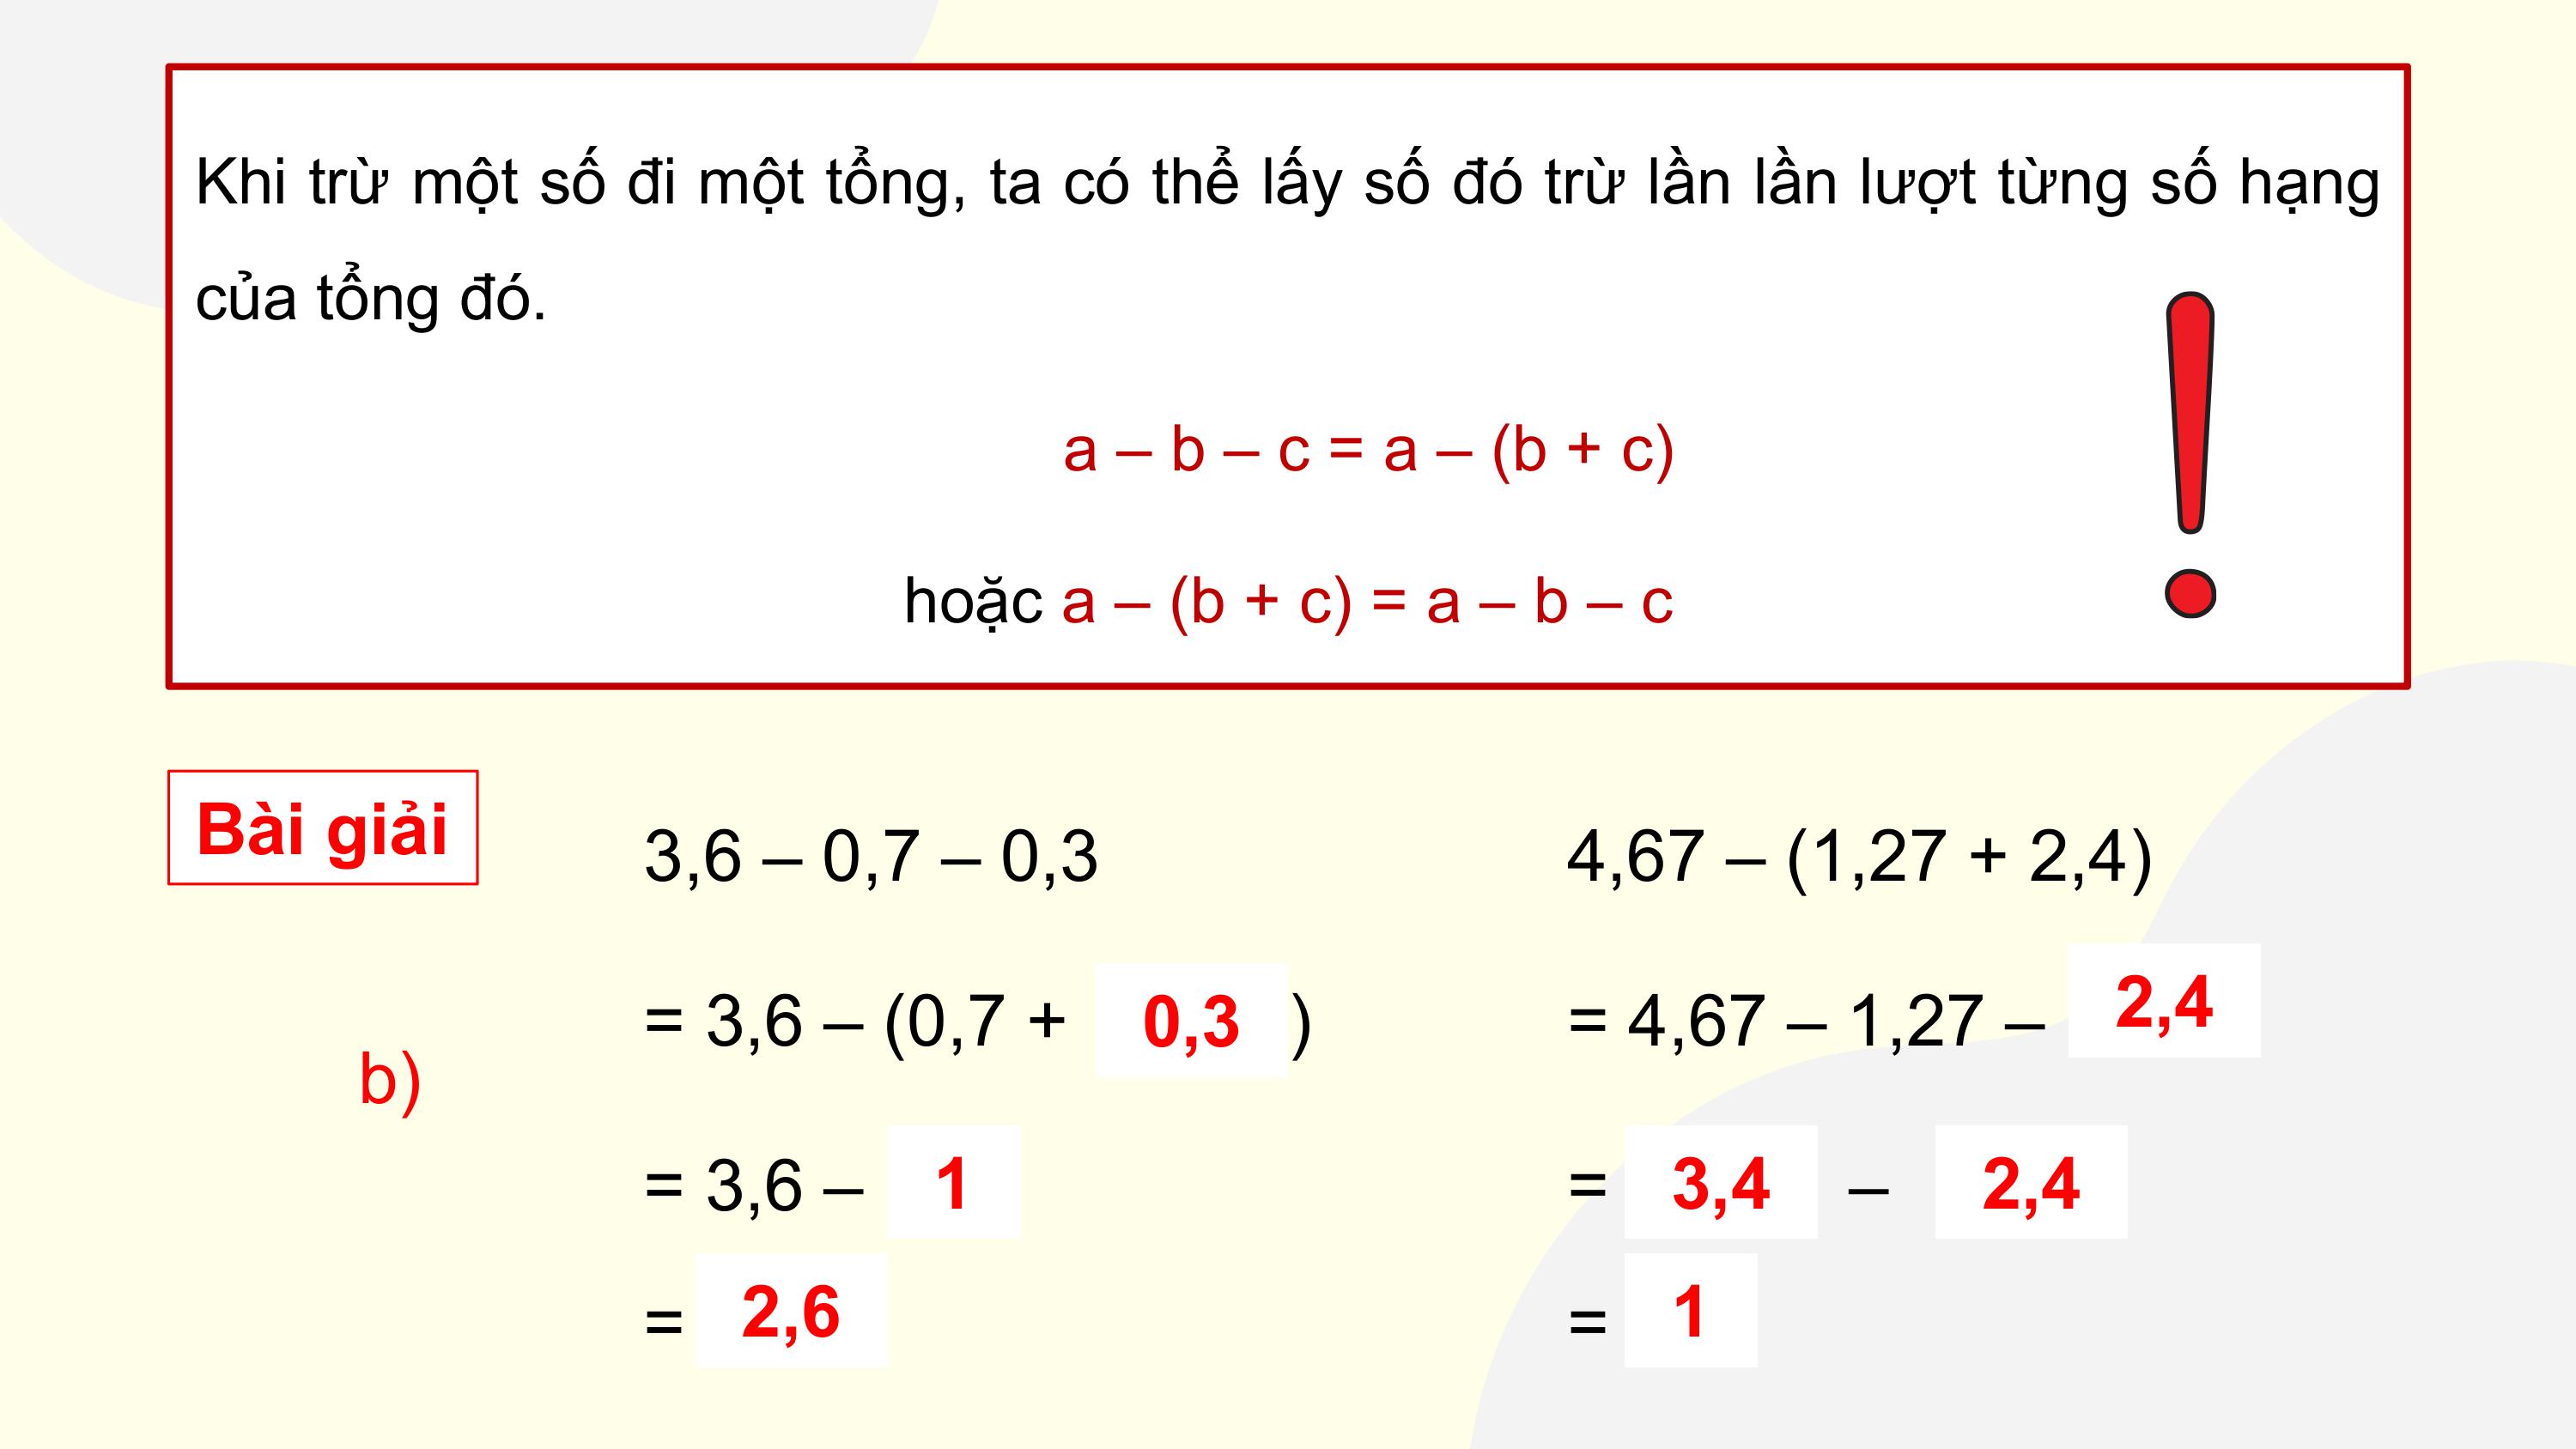 Khi trừ một số đi một tổng, ta có thể lấy số đó trừ lần lần lượt từng số hạng
của tổng đó.
a – b – c = a – (b + c)
hoặc a – (b + c) = a – b – c
Bài giải
b)
3,6 – 0,7 – 0,3
= 3,6 – (0,7 + 0,3 )
= 3,6 – 1
= 2,6
4,67 – (1,27 + 2,4)
= 4,67 – 1,27 – 2,4
= 3,4 – 2,4
= 1